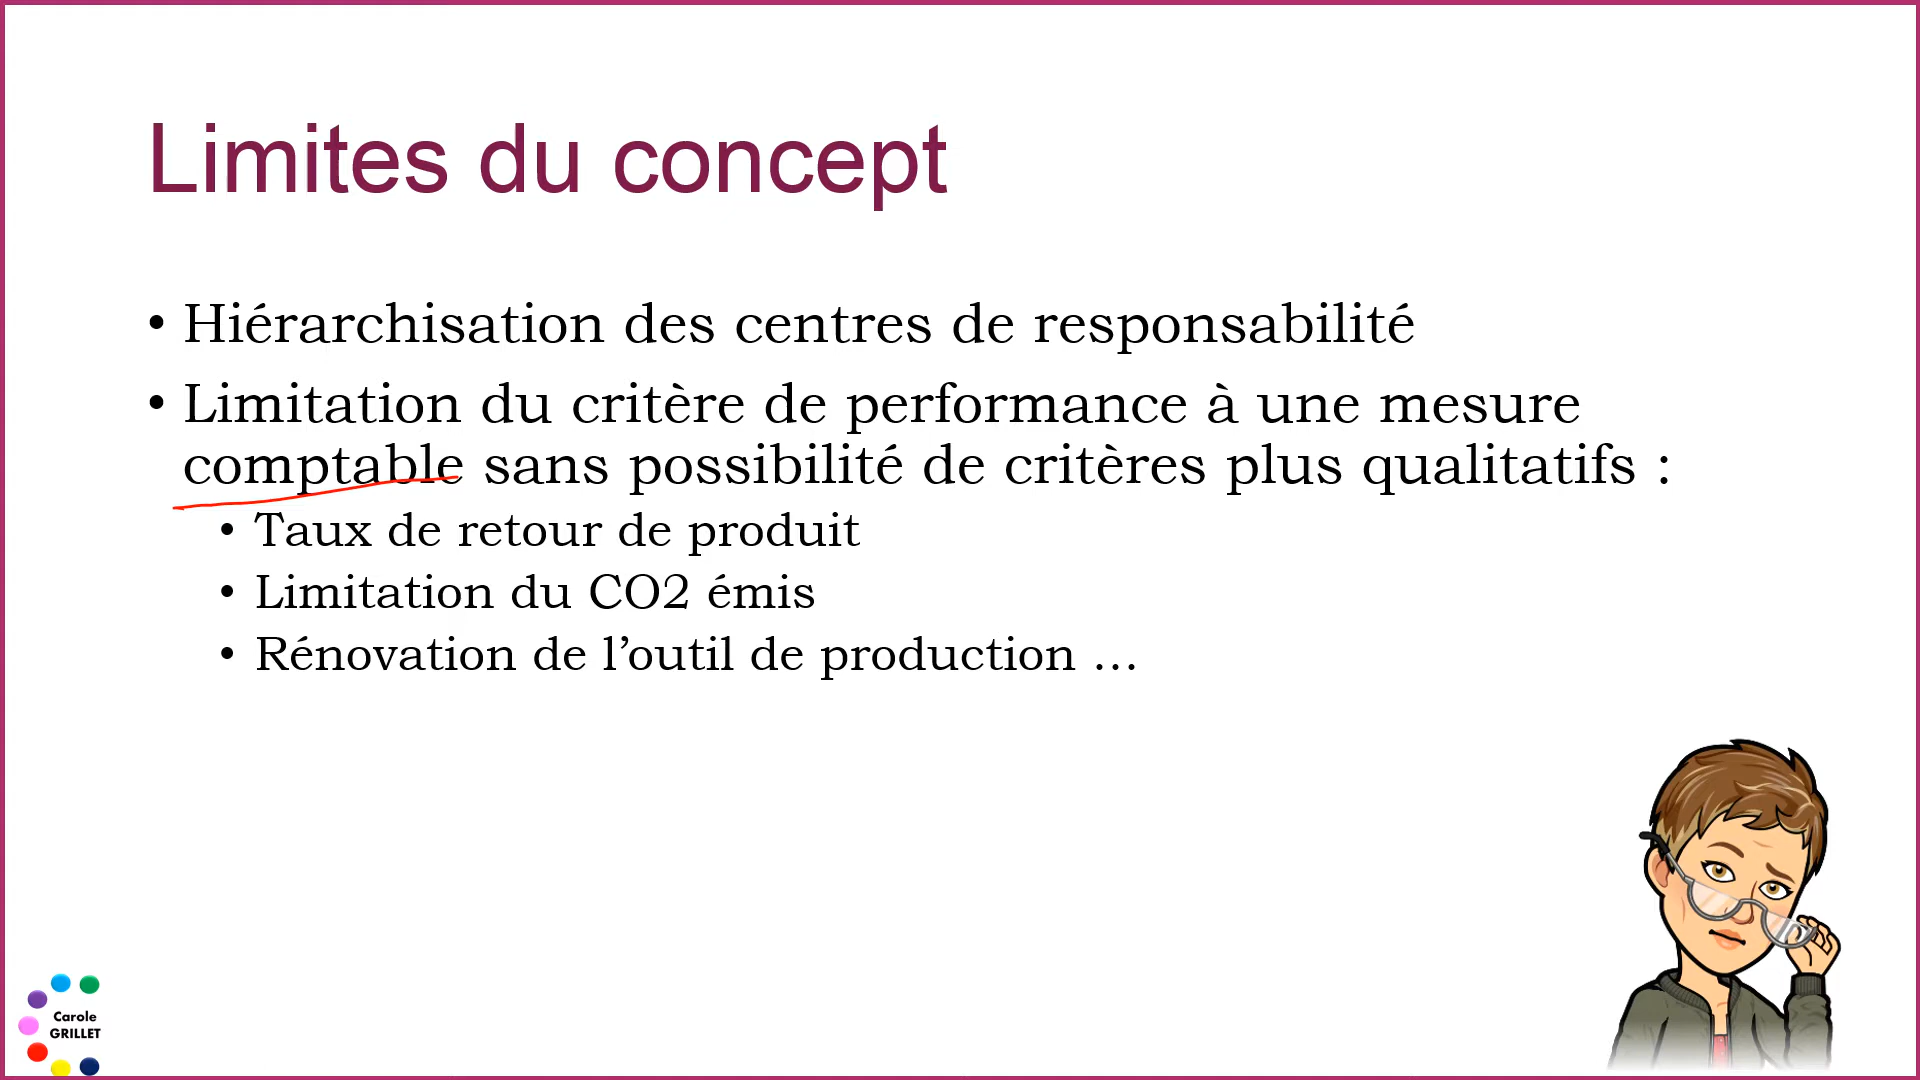 Limites du concept
• Hiérarchisation des centres de responsabilité
• Limitation du critère de performance à une mesure
comptable sans possibilité de critères plus qualitatifs :
• Taux de retour de produit
• Limitation du CO2 émis
• Rénovation de l’outil de production …
Carole
GRILLET